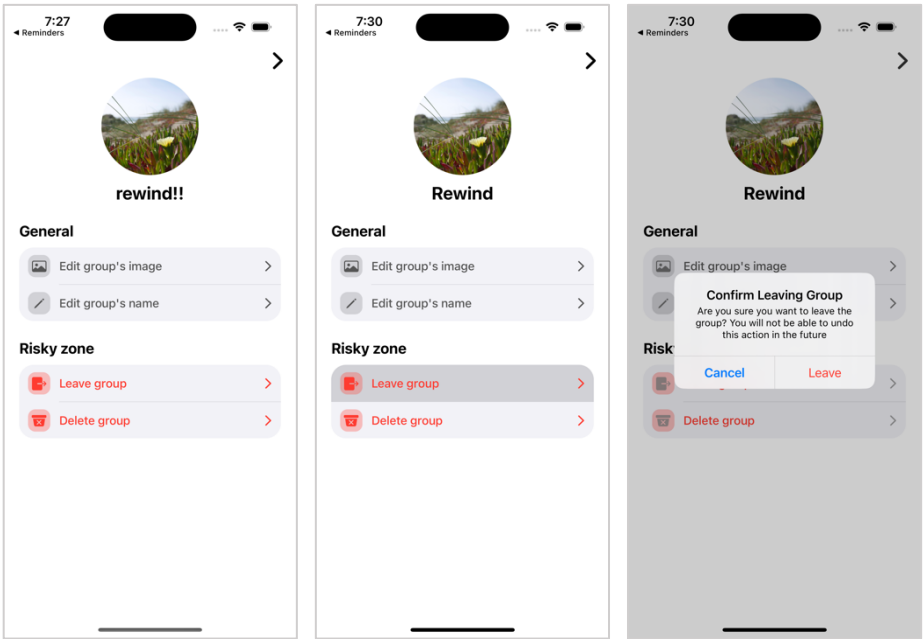 7:27
◀ Reminders
rewind!!
General
Edit group's image
Edit group's name
Risky zone
Leave group
Delete group
7:30
◀ Reminders
Rewind
General
Edit group's image
Edit group's name
Risky zone
Leave group
Delete group
7:30
◀ Reminders
Rewind
General
Edit group's image
Confirm Leaving Group
Are you sure you want to leave the
group? You will not be able to undo
this action in the future
Risk
Cancel
Leave
Delete group